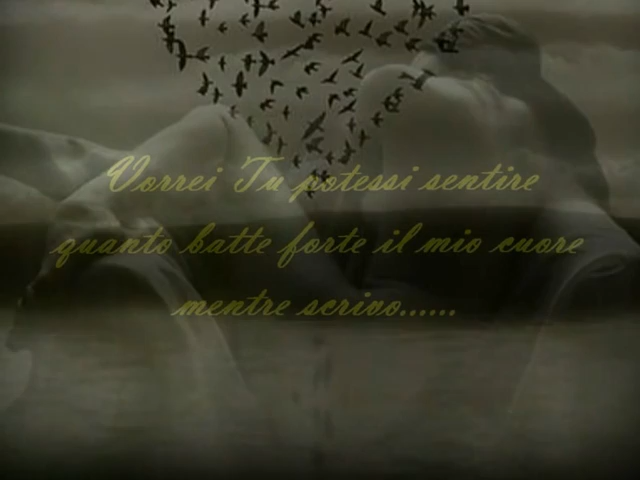 Vorrei Tu potessi sentire
quanto batte forte il mio cuore
mentre scrivo......